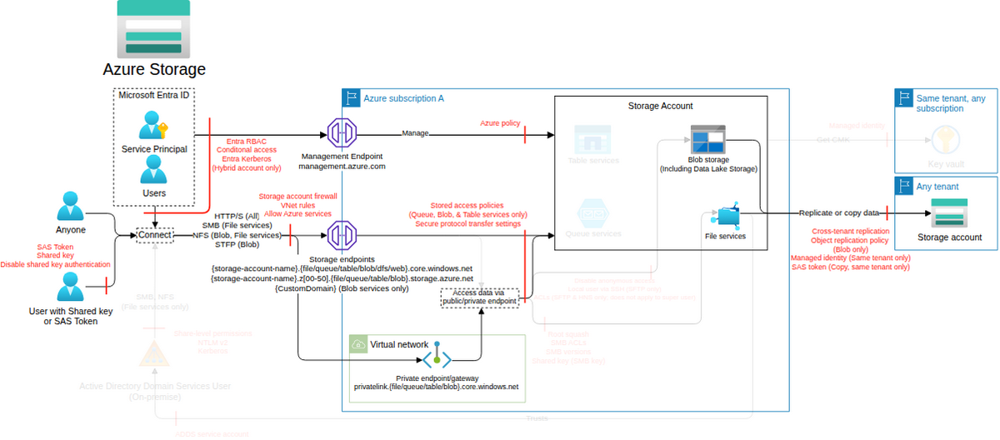 Azure Storage
Microsoft Entra ID
Service Principal
Users
Anyone
Connect
SAS Token
Shared key
Disable shared key authentication
User with Shared key
or SAS Token
SMB, NFS
(File services only)
Share-level permissions
NTLM v2
Kerberos
Active Directory Domain Services User
(On-premise)
ADDS service account
Entra RBAC
Conditonal access
Entra Kerberos
(Hybrid account only)
HTTP/S (All)
SMB (File services)
NFS (Blob, File services)
STFP (Blob)
Storage account firewall
VNet rules
Allow Azure services
Azure subscription A
Management Endpoint
management.azure.com
Manage
Azure policy
Storage endpoints
{storage-account-name}.{file/queue/table/blob/dfs/web}.core.windows.net
{storage-account-name}.z[00-50].{file/queue/table/blob}.storage.azure.net
{CustomDomain} (Blob services only)
Stored access policies
(Queue, Blob, & Table services only)
Secure protocol transfer settings
Access data via
public/private endpoint
Virtual network
Private endpoint/gateway
privatelink.{file/queue/table/blob}.core.windows.net
Storage Account
Table services
Blob storage
(Including Data Lake Storage)
Queue services
File services
Root squash
SMB ACLs
SMB versions
Shared key (SMB key)
Trusts
Managed identity
Get CMK
Same tenant, any
subscription
Key vault
Any tenant
Storage account
Replicate or copy data
Cross-tenant replication
Object replication policy
(Blob only)
Managed identity (Same tenant only)
SAS token (Copy, same tenant only)